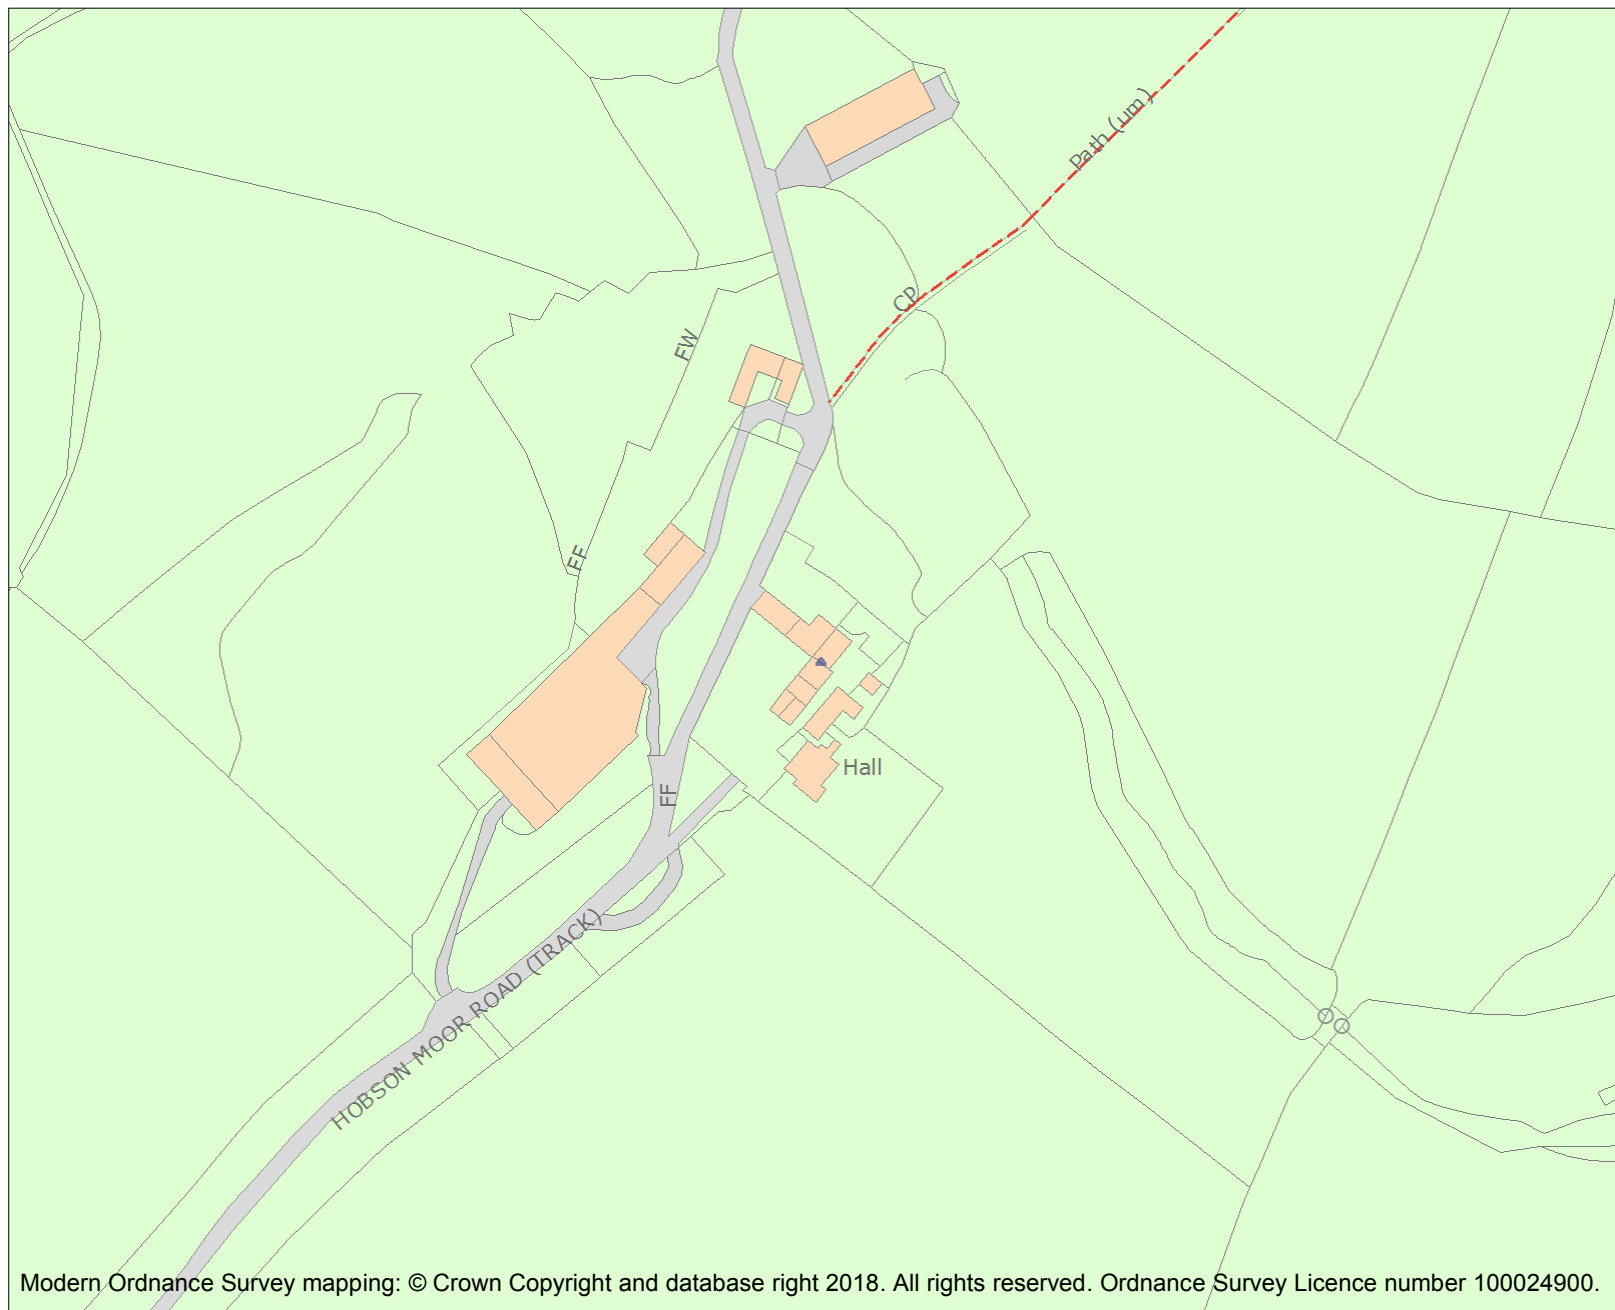 Path (um)
CP
FW
FF
Hall
FF
HOBSON MOOR ROAD (TRACK)
Modern Ordnance Survey mapping: © Crown Copyright and database right 2018. All rights reserved. Ordnance Survey Licence number 100024900.